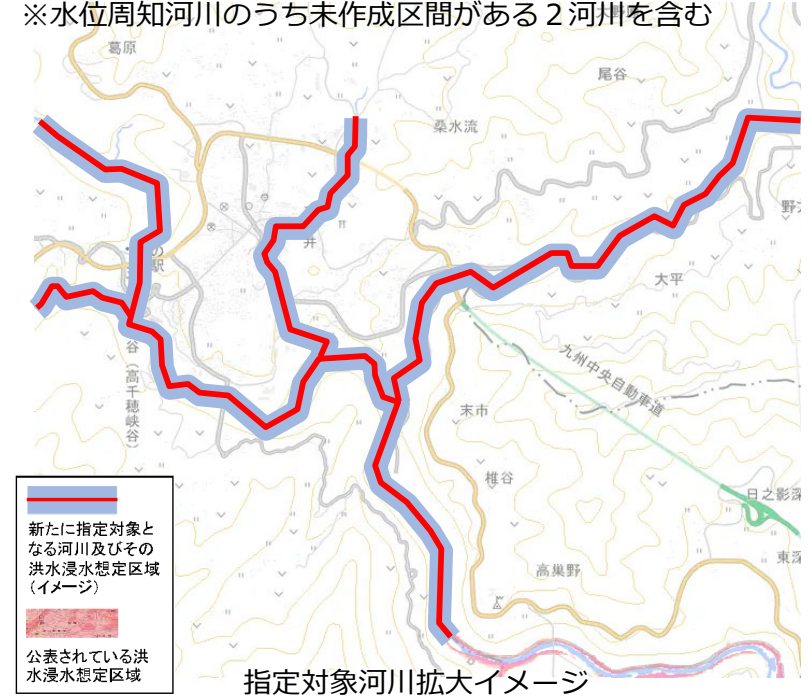 ※水位周知河川のうち未作成区間がある２河川を含む
葛原
尾谷
桑水流
野方
の駅
井
大平
谷（高千穂峡谷）
九州中央自動車道
末市
椎谷
日之影深
東深
高巣野
新たに指定対象と
なる河川及びその
洪水浸水想定区域
（イメージ）
公表されている洪
水浸水想定区域
指定対象河川拡大イメージ